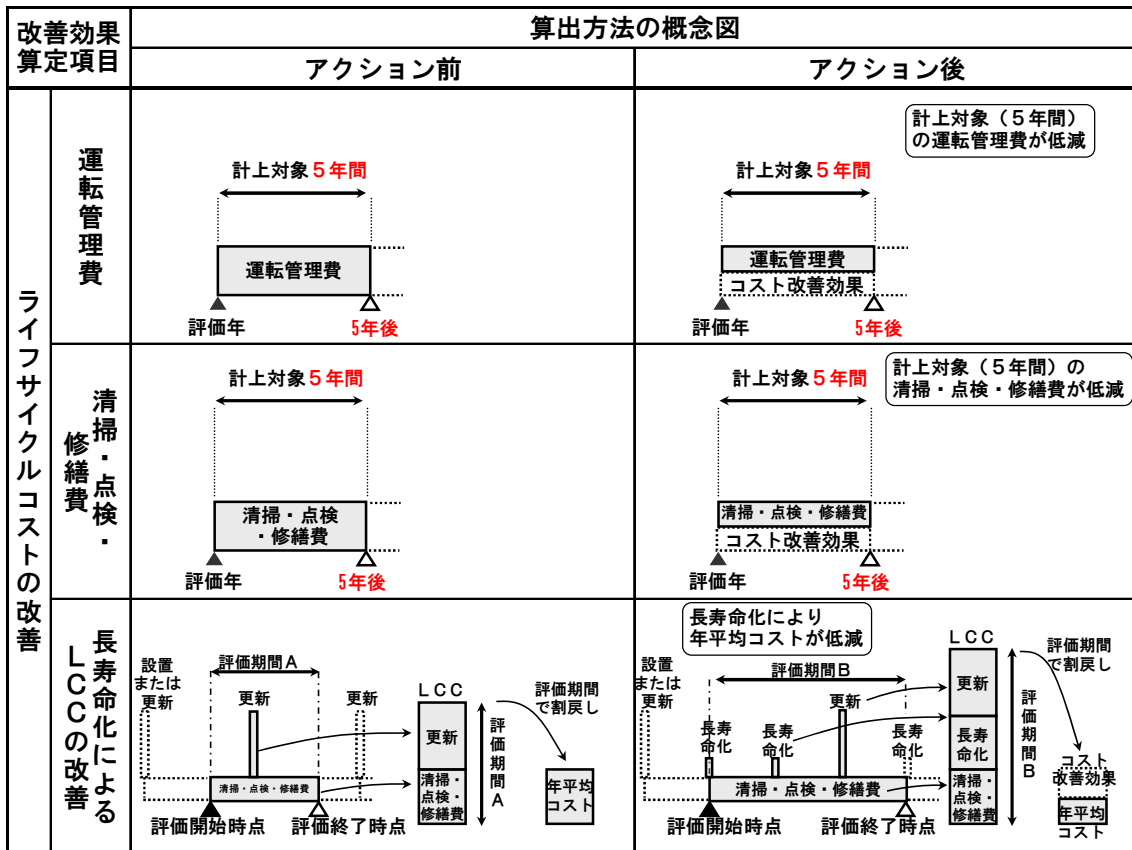 改善効果
算定項目
算出方法の概念図
アクション前
アクション後
ライフサイクルコストの改善
運転管理費
計上対象５年間
運転管理費
評価年
5年後
計上対象（５年間）
の運転管理費が低減
計上対象５年間
運転管理費
コスト改善効果
評価年
5年後
清掃・点検・
修繕費
計上対象５年間
清掃・点検
・修繕費
評価年
5年後
計上対象（５年間）の
清掃・点検・修繕費が低減
計上対象５年間
清掃・点検・修繕費
コスト改善効果
評価年
5年後
長寿命化による
ＬＣＣの改善
設置
または
更新
評価期間Ａ
更新
更新
清掃・点検・修繕費
評価開始時点
評価終了時点
ＬＣＣ
更新
清掃・
点検・
修繕費
評価期間Ａ
評価期間
で割戻し
年平均
コスト
長寿命化により
年平均コストが低減
設置
または
更新
評価期間Ｂ
更新
長寿
命化
長寿
命化
長寿
命化
清掃・点検・修繕費
評価開始時点
評価終了時点
ＬＣＣ
更新
長寿
命化
清掃・
点検・
修繕費
評価期間Ｂ
評価期間
で割戻し
コスト
改善効果
年平均
コスト